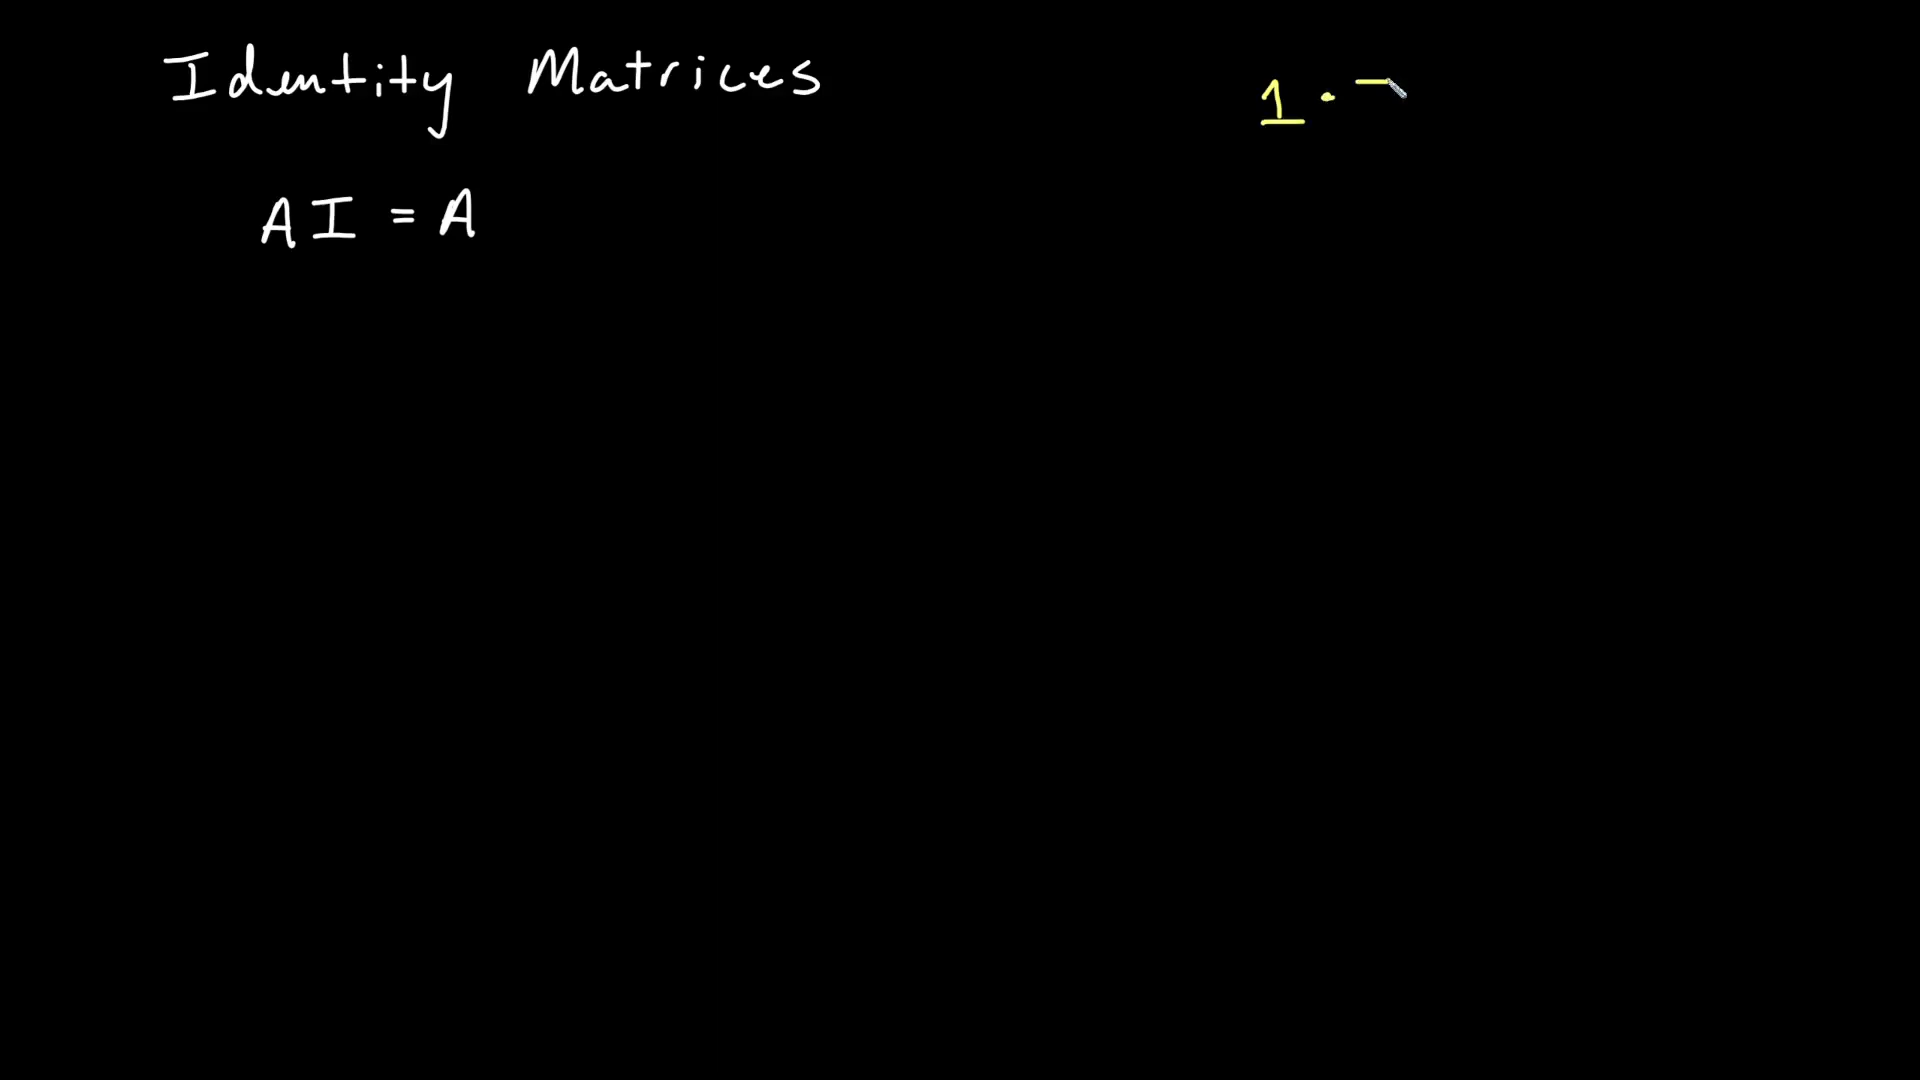 Identity Matrices
1 ·
AI = A